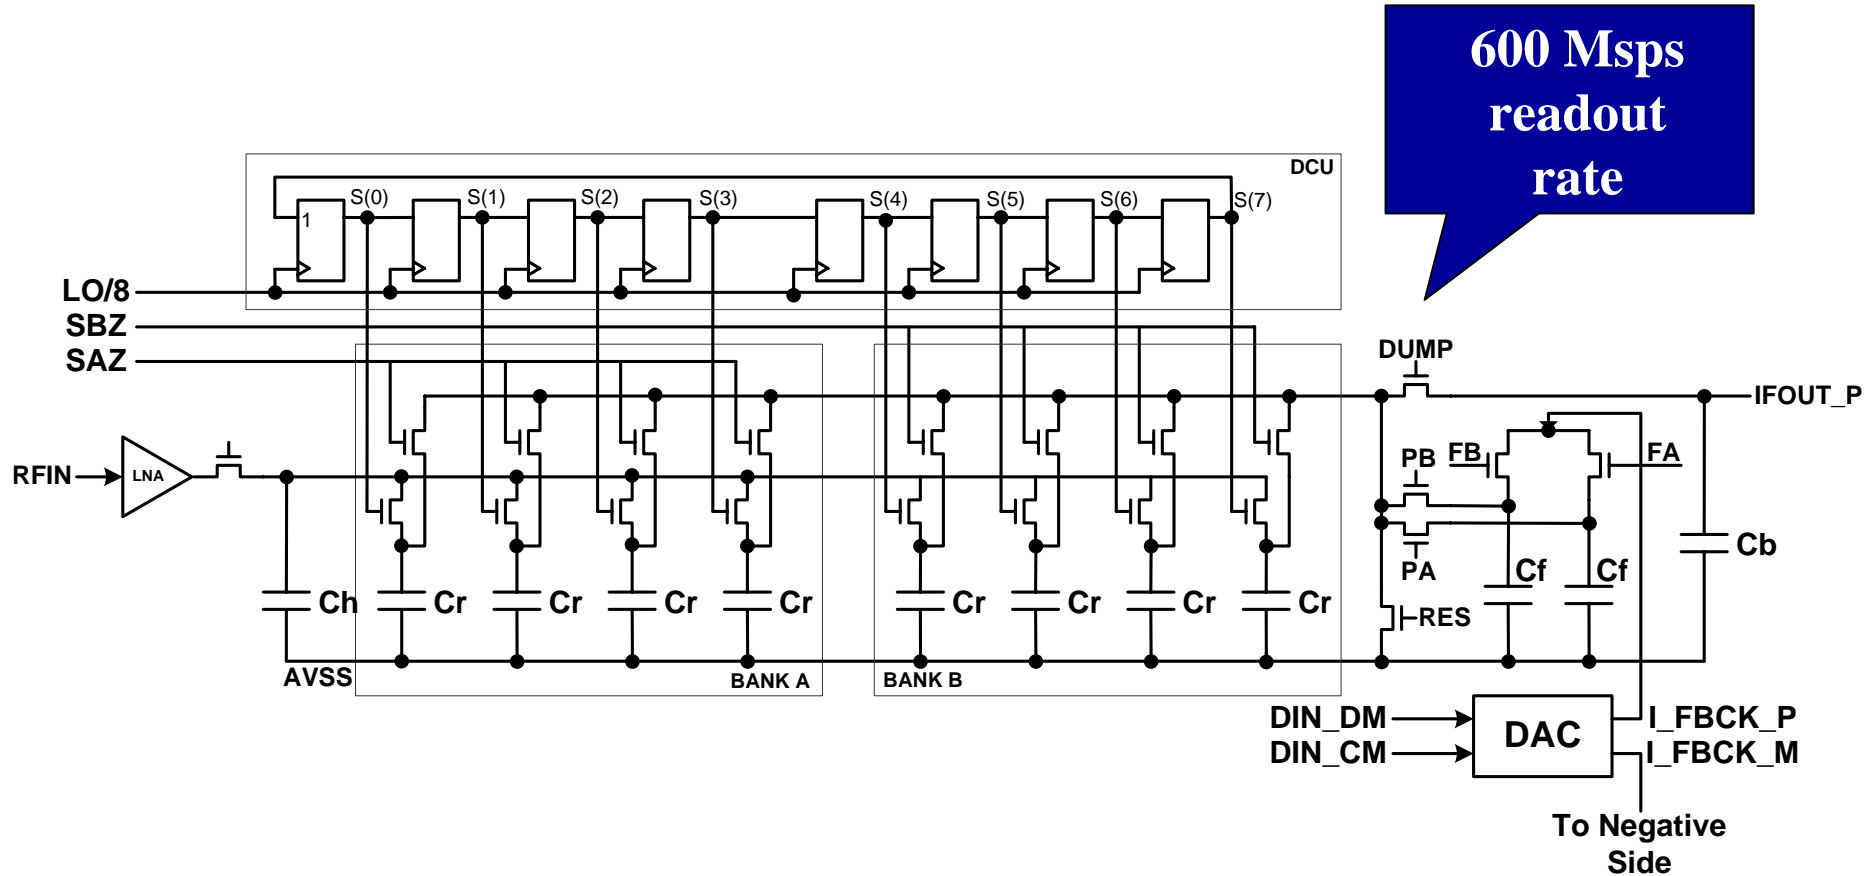 600 Msps
readout
rate
DCU
S(0) S(1) S(2) S(3) S(4) S(5) S(6) S(7)
1
LO/8
SBZ
SAZ
DUMP
IFOUT_P
RFIN
LNA
PB
FB
FA
PA
Ch
Cr
Cr
Cr
Cr
Cr
Cr
Cr
Cr
Cf
Cf
Cb
RES
AVSS
BANK A
BANK B
DIN_DM
DIN_CM
DAC
I_FBCK_P
I_FBCK_M
To Negative
Side